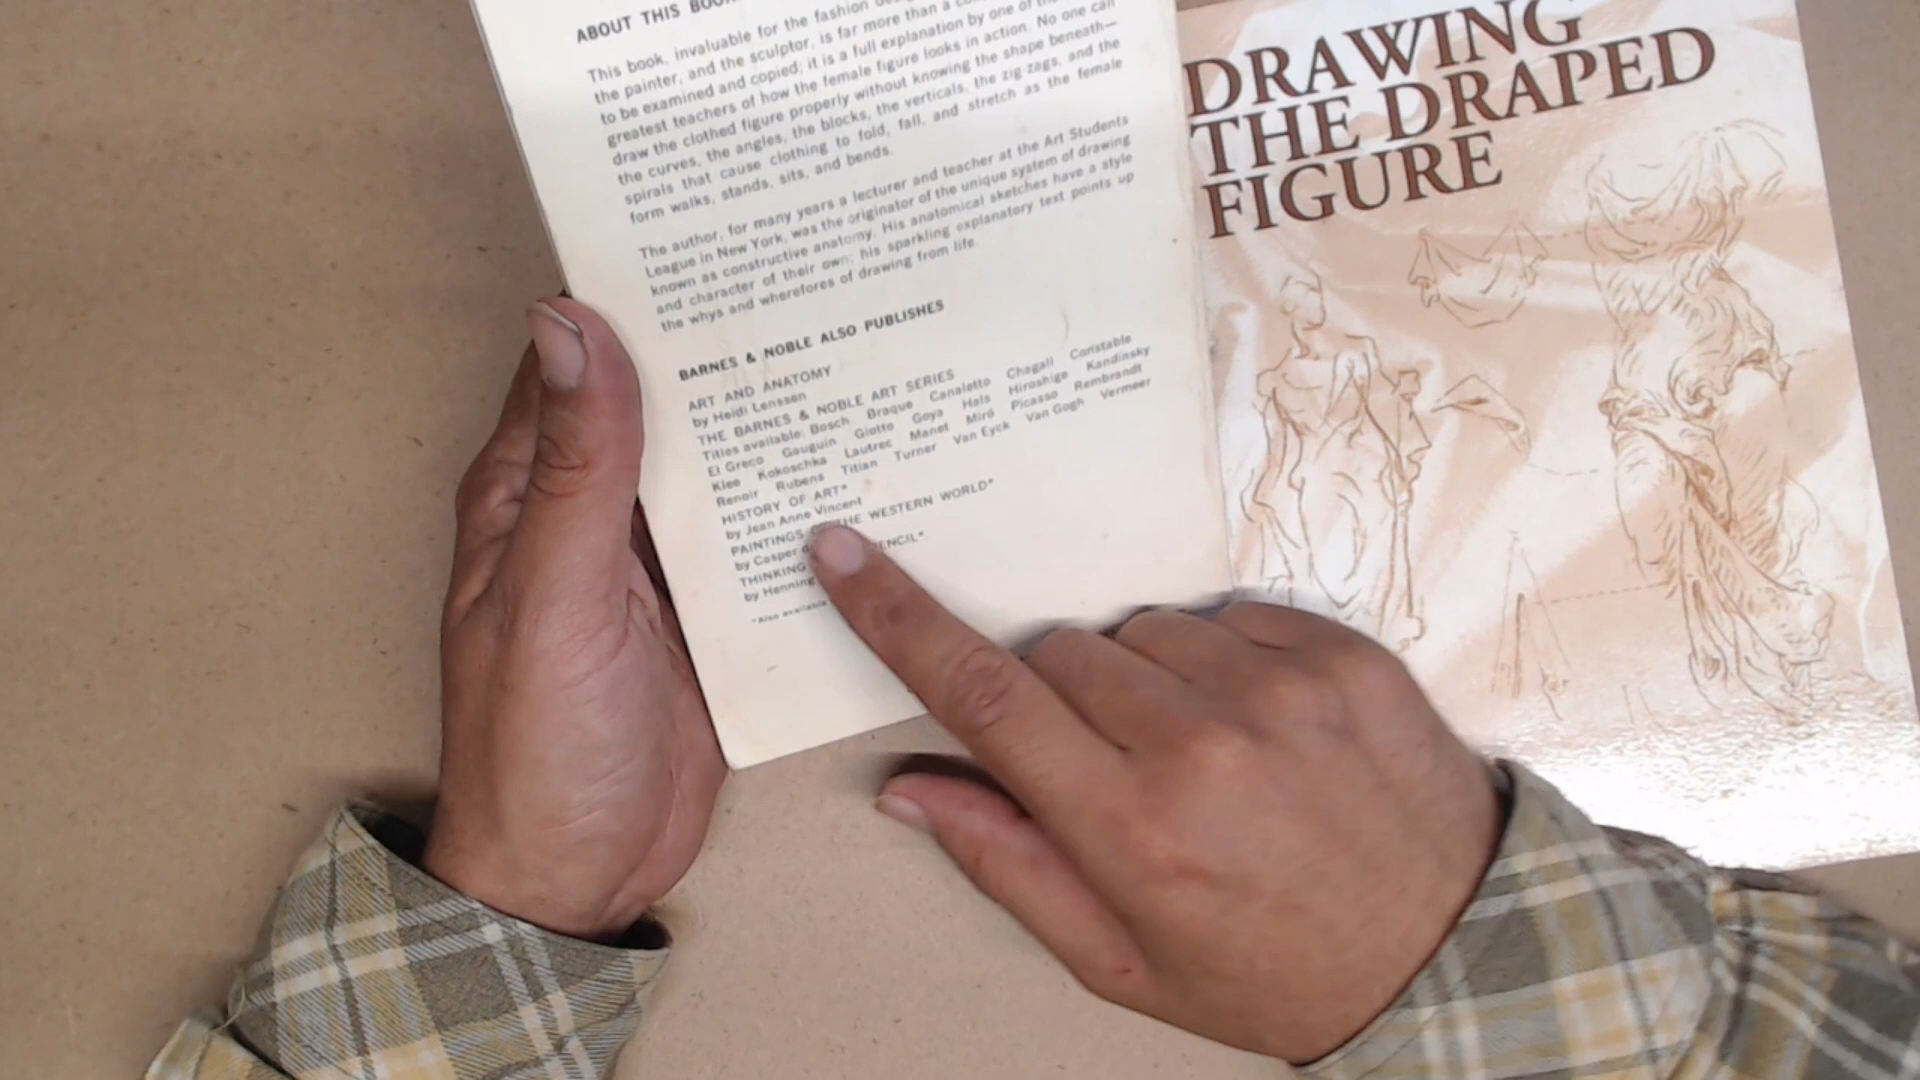 ABOUT THIS
This book, invaluable for the fashion
the painter, and the sculptor, is far more than a
to be examined and copied; it is a full explanation by one of
greatest teachers of how the female figure looks in action. No one can
draw the clothed figure properly without knowing the shape beneath—
the curves, the angles, the blocks, the verticals, the zig zags, and the
spirals that cause clothing to fold, fall, and stretch as the female
form walks, stands, sits, and bends.
The author, for many years a lecturer and teacher at the Art Students
League in New York, was the originator of the unique system of drawing
known as constructive anatomy. His anatomical sketches have a style
and character of their own; his sparkling explanatory text points up
the whys and wherefores of drawing from life.
BARNES & NOBLE ALSO PUBLISHES
ART AND ANATOMY
by Heidi Lenssen
THE BARNES & NOBLE ART SERIES
Titles available: Bosch Braque Canaletto Chagall Constable
El Greco Gauguin Giotto Goya Hals Hiroshige Kandinsky
Klee Kokoschka Lautrec Manet Miró Picasso Rembrandt
Renoir Rubens Titian Turner Van Eyck Van Gogh Vermeer
HISTORY OF ART*
by Jean Anne Vincent
PAINTINGS THE WESTERN WORLD*
by Casper
THINKING PENCIL*
by Henning
*Also available
DRAWING
THE DRAPED
FIGURE